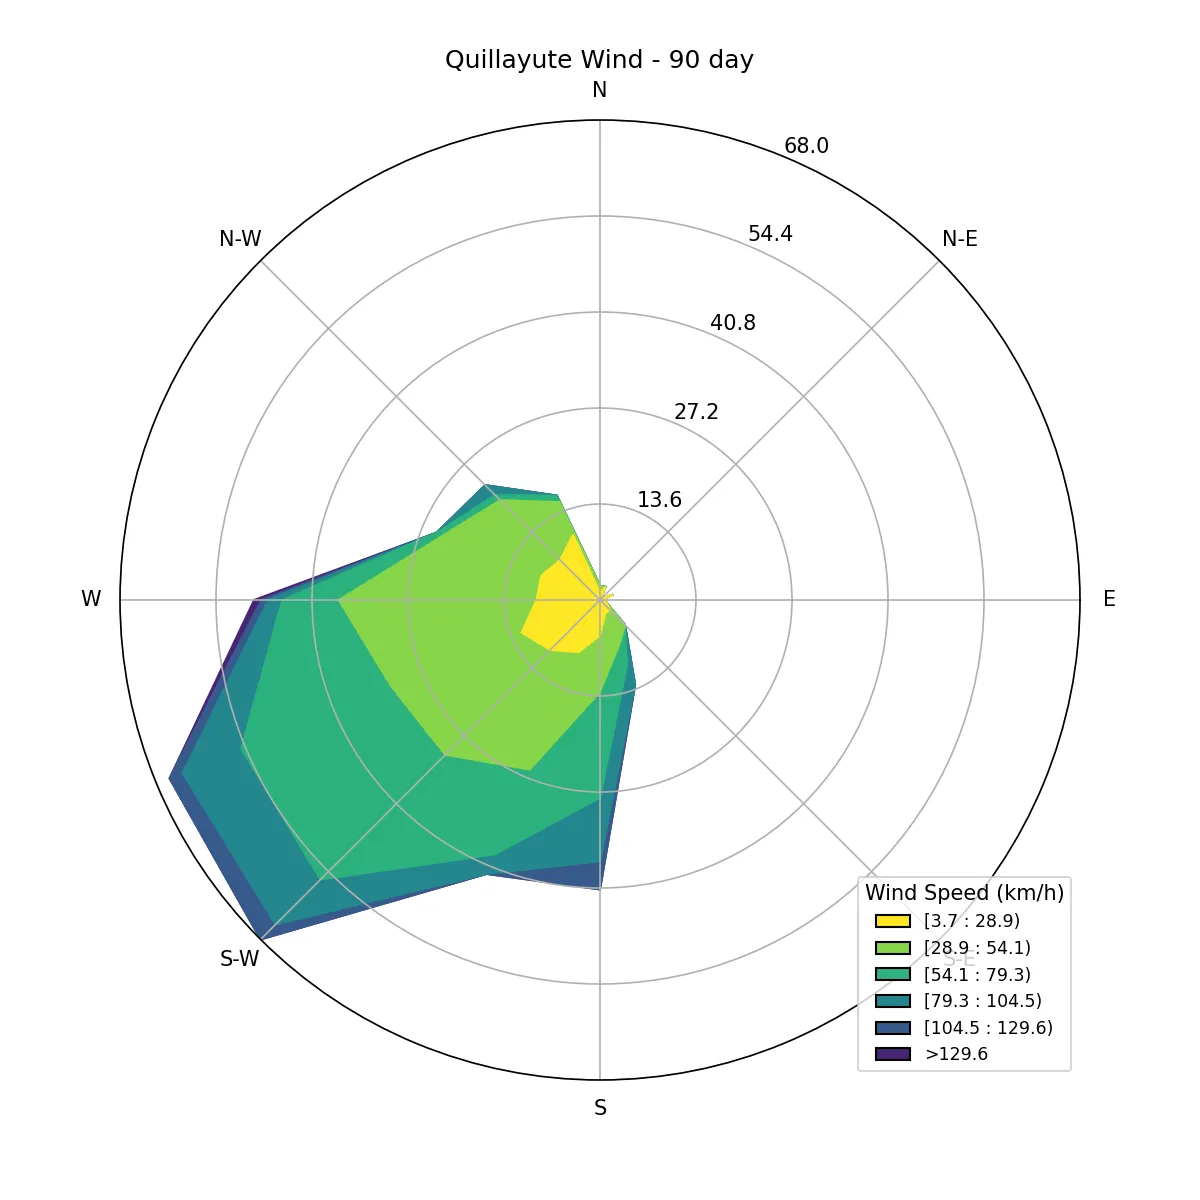 Quillayute Wind - 90 day
N
68.0
N-W
54.4
N-E
40.8
27.2
13.6
W
E
Wind Speed (km/h)
[3.7 : 28.9)
[28.9 : 54.1)
S-W
S-E
[54.1 : 79.3)
[79.3 : 104.5)
[104.5 : 129.6)
>129.6
S